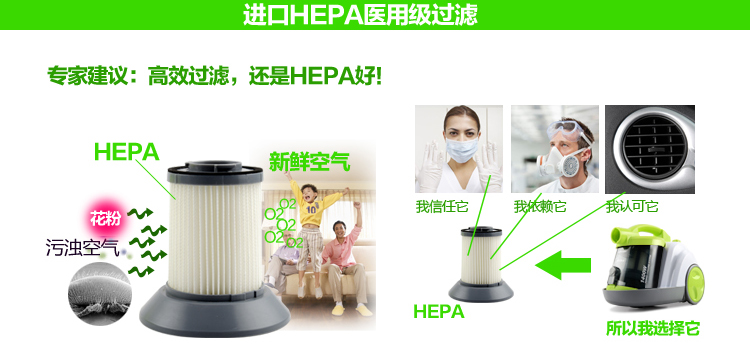 进口HEPA医用级过滤
专家建议：高效过滤，还是HEPA好!
HEPA
新鲜空气
花粉
污浊空气
O2
O2
O2
O2
O2
10
我信任它
我依赖它
我认可它
HEPA
所以我选择它